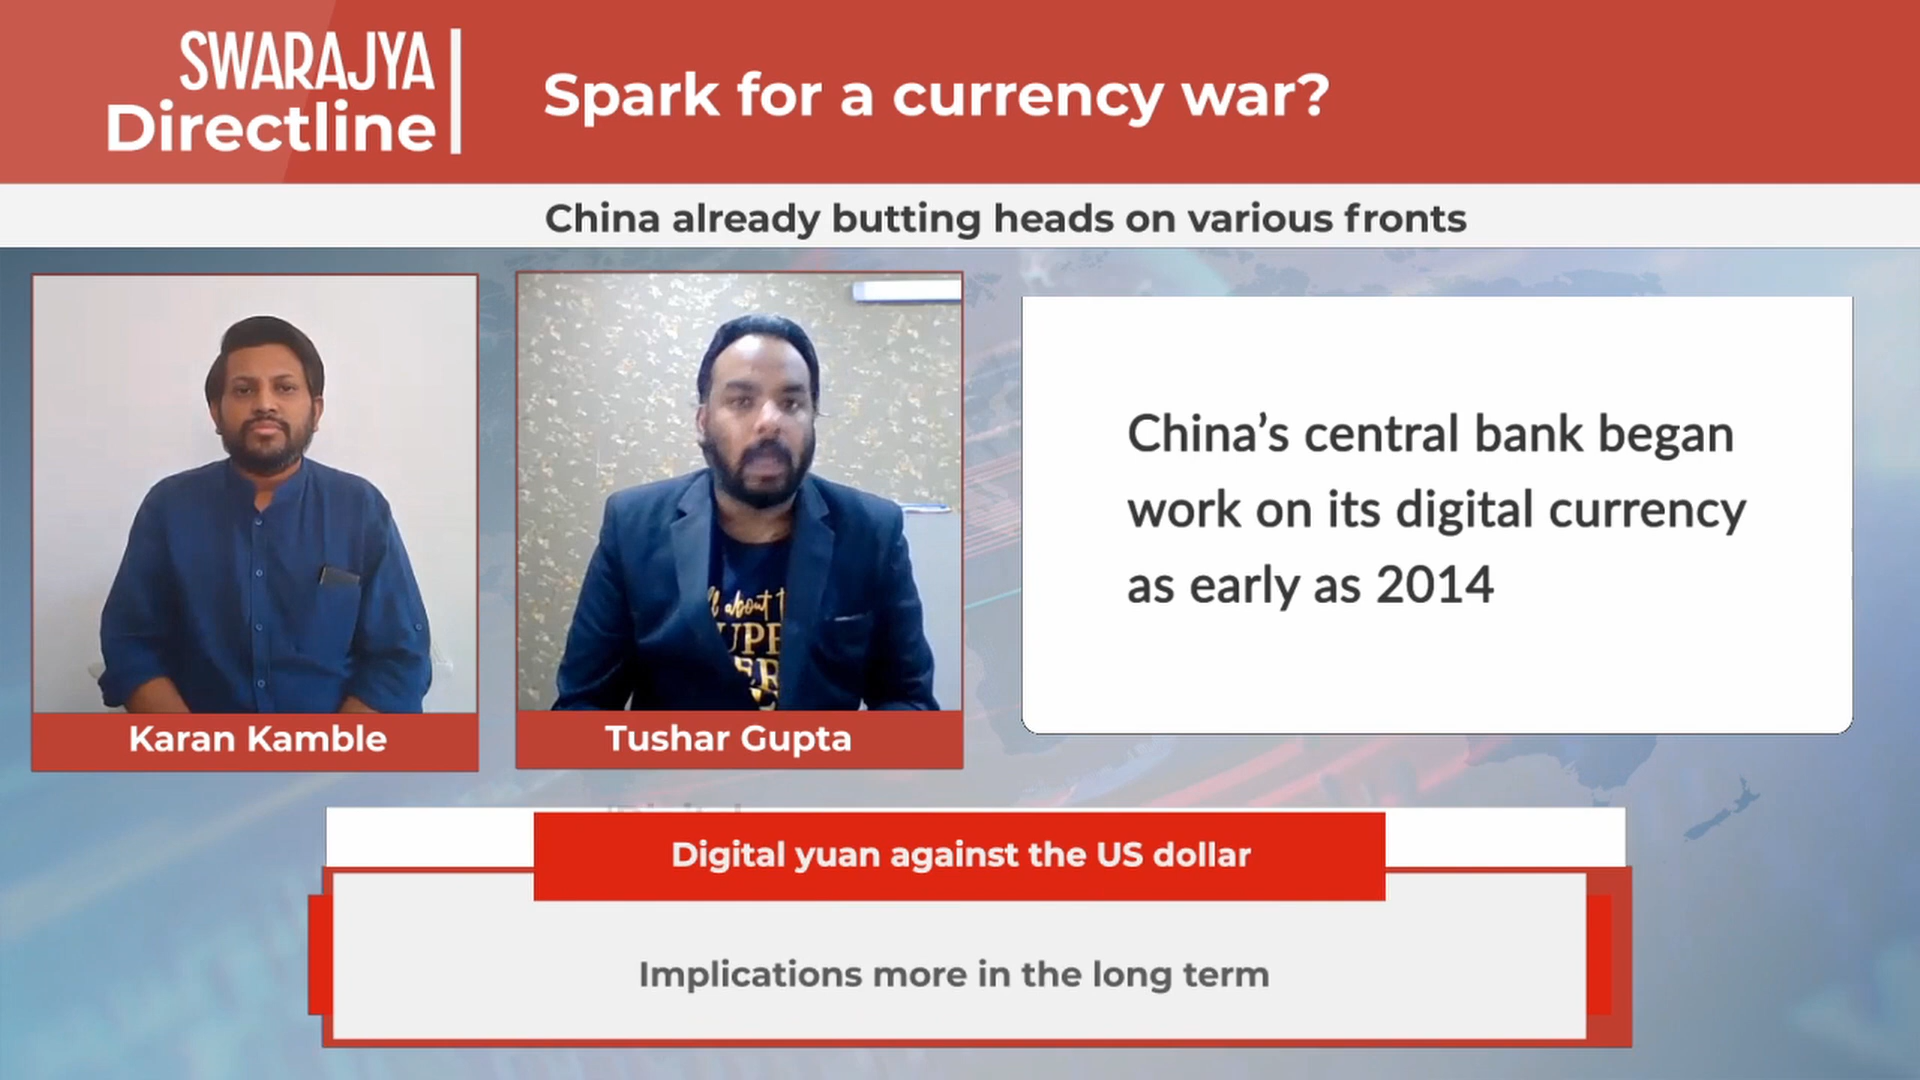 SWARAJYA
Directline
Spark for a currency war?
China already butting heads on various fronts
China's central bank began
work on its digital currency
as early as 2014
Karan Kamble
Tushar Gupta
Digital yuan against the US dollar
Implications more in the long term